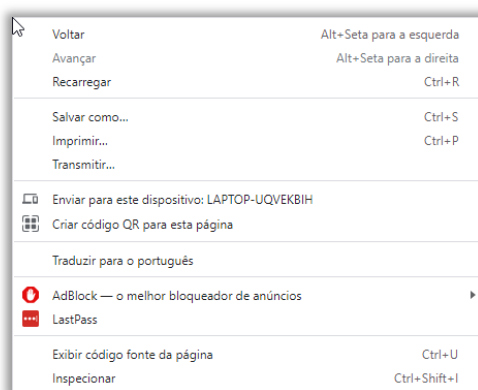 Voltar Alt+Seta para a esquerda
Avançar Alt+Seta para a direita
Recarregar Ctrl+R
Salvar como... Ctrl+S
Imprimir... Ctrl+P
Transmitir...
Enviar para este dispositivo: LAPTOP-UQVEKBIH
Criar código QR para esta página
Traduzir para o português
AdBlock — o melhor bloqueador de anúncios
LastPass
Exibir código fonte da página Ctrl+U
Inspecionar Ctrl+Shift+I